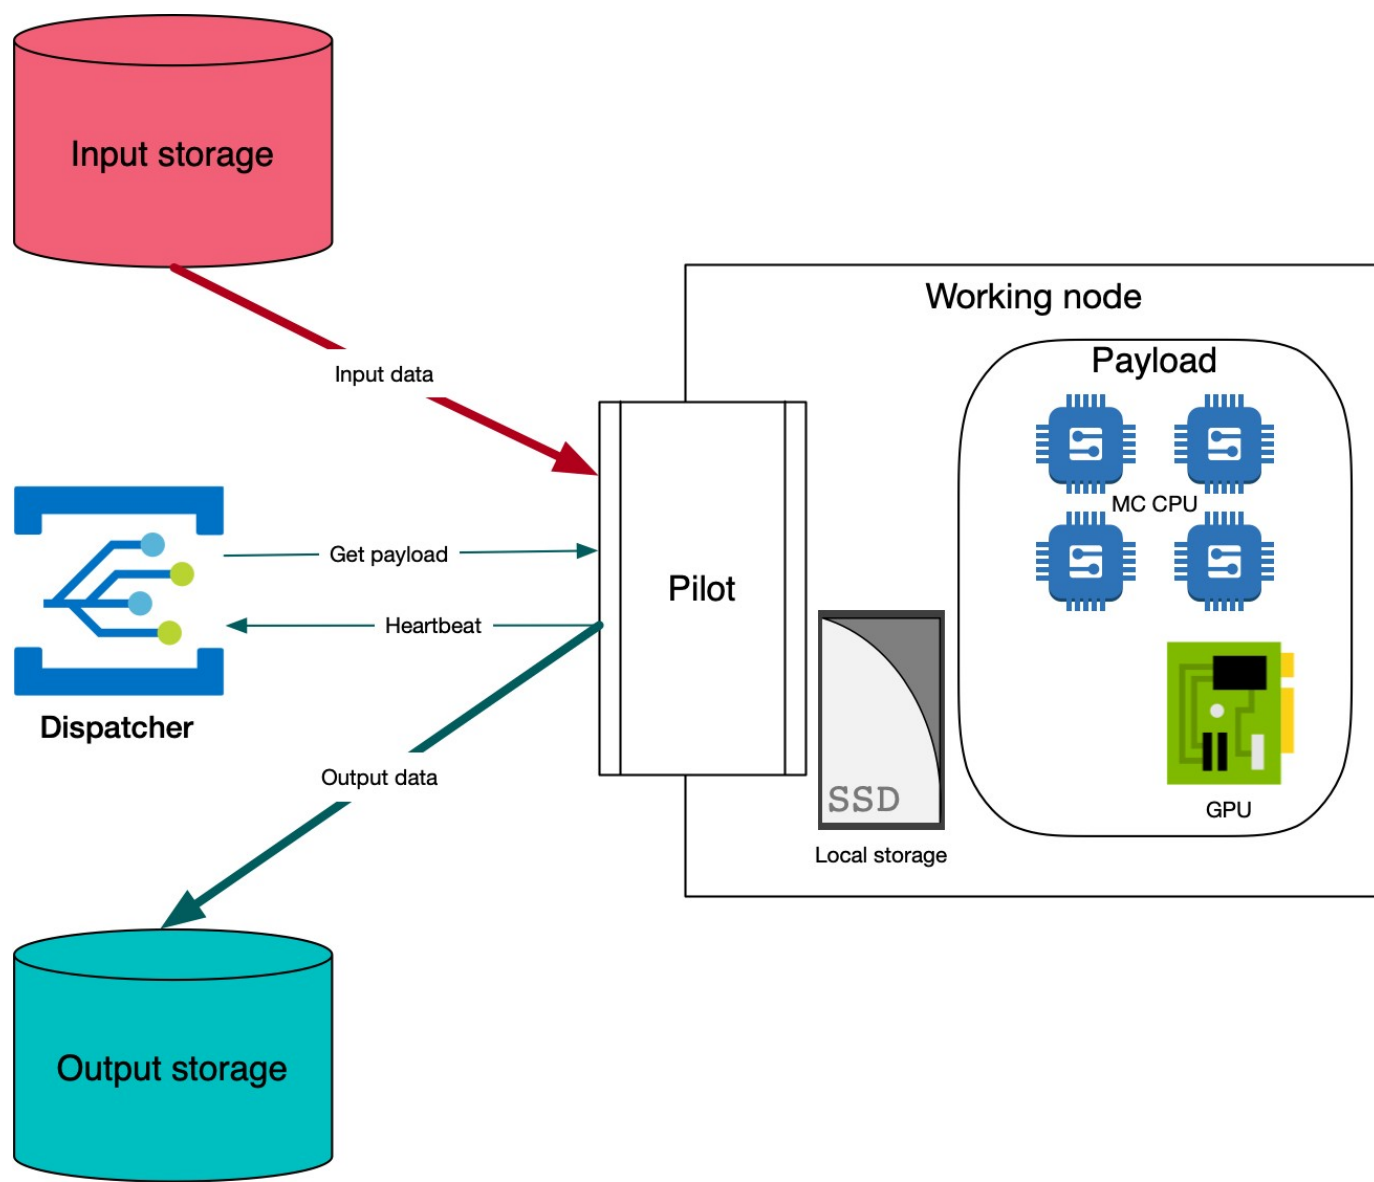 Input storage
Input data
Working node
Payload
MC CPU
Get payload
Pilot
Heartbeat
Dispatcher
Output data
SSD
GPU
Local storage
Output storage